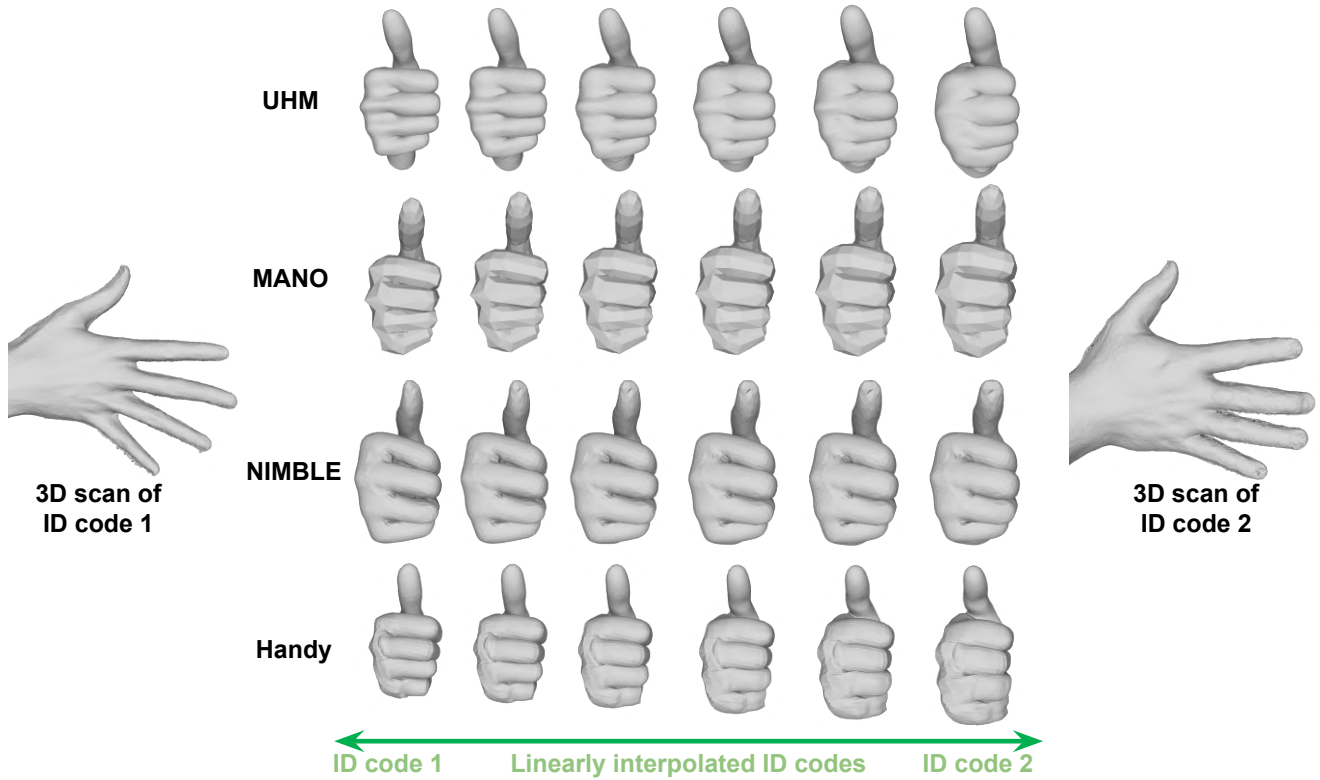 UHM
MANO
NIMBLE
Handy
3D scan of
ID code 1
3D scan of
ID code 2
ID code 1
Linearly interpolated ID codes
ID code 2